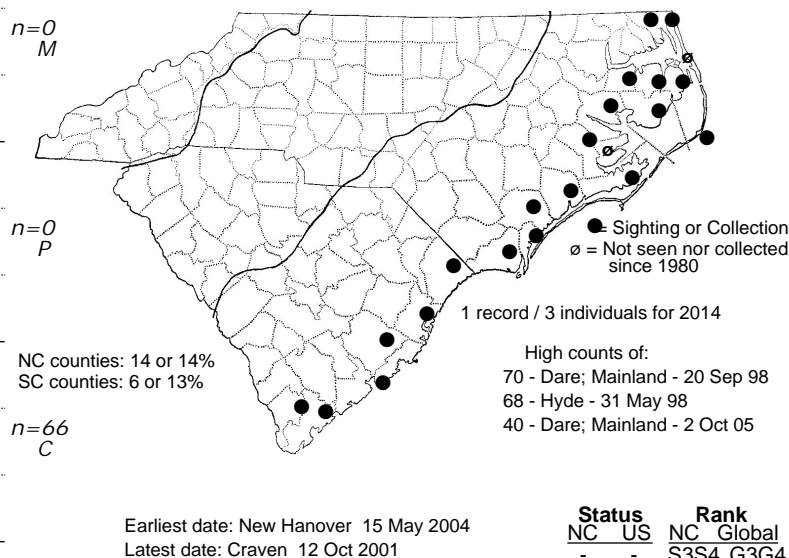 n=0
M
n=0
P
● = Sighting or Collection
ø = Not seen nor collected
since 1980
1 record / 3 individuals for 2014
NC counties: 14 or 14%
SC counties: 6 or 13%
High counts of:
70 - Dare; Mainland - 20 Sep 98
68 - Hyde - 31 May 98
40 - Dare; Mainland - 2 Oct 05
n=66
C
Earliest date: New Hanover 15 May 2004
Latest date: Craven 12 Oct 2001
Status Rank
NC US NC Global
- - S3S4 G3G4